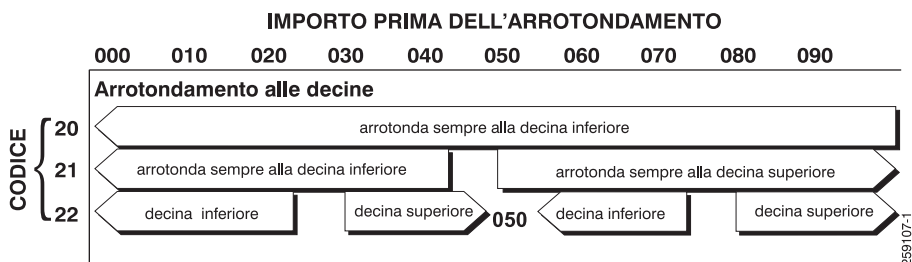 IMPORTO PRIMA DELL'ARROTONDAMENTO
000 010 020 030 040 050 060 070 080 090
Arrotondamento alle decine
CODICE
20 arrotonda sempre alla decina inferiore
21 arrotonda sempre alla decina inferiore arrotonda sempre alla decina superiore
22 decina inferiore decina superiore 050 decina inferiore decina superiore
259107-1